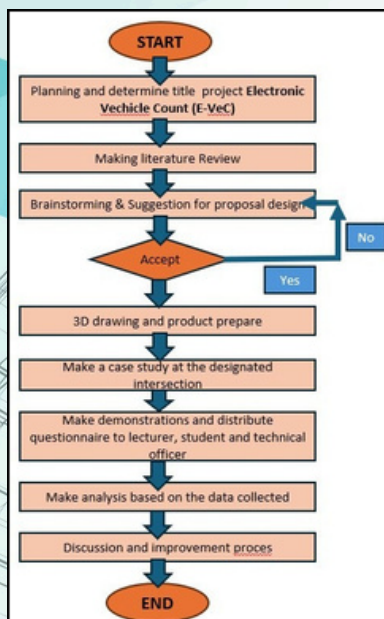 START
Planning and determine title project Electronic
Vechichle Count (E-VeC)
Making literature Review
Brainstorming & Suggestion for proposal design
No
Accept
Yes
3D drawing and product prepare
Make a case study at the designated
intersection
Make demonstrations and distribute
questionnaire to lecturer, student and technical
officer
Make analysis based on the data collected
Discussion and improvement proces
END